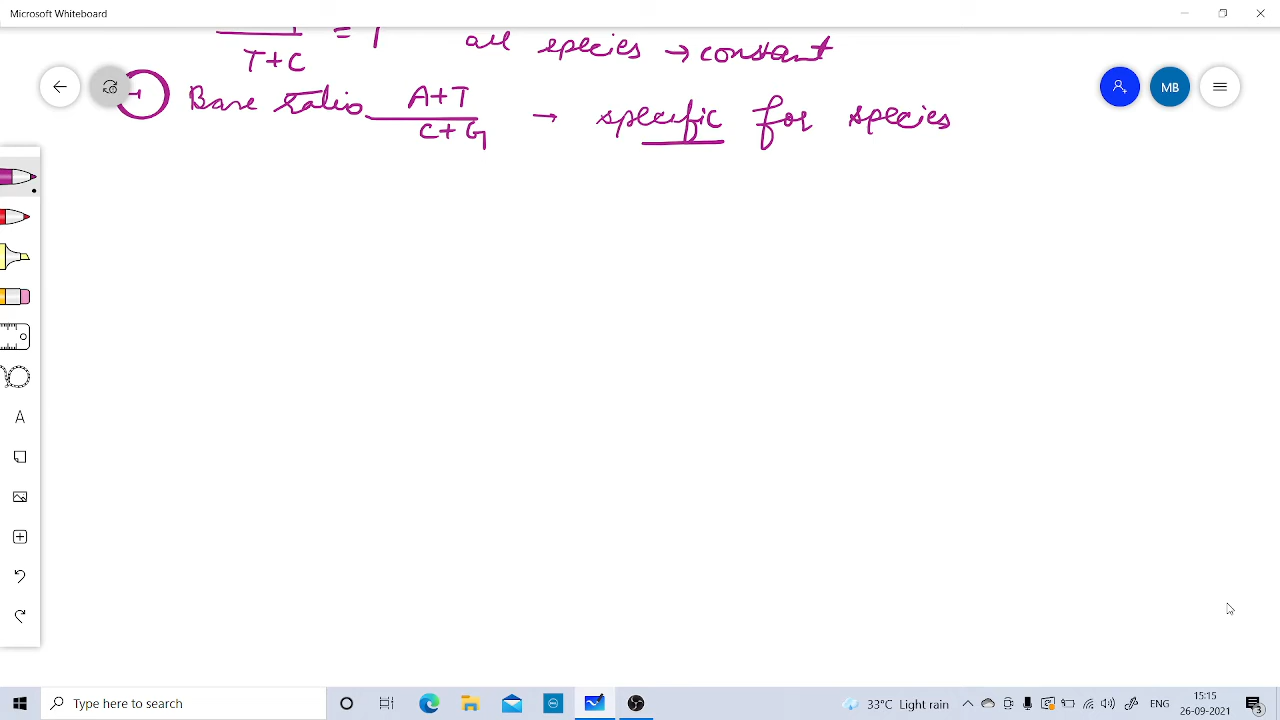 Microsoft Whiteboard
T+C = 1 all species → constant
Base ratio A+T → specific for species
C+G
MB
A
Type here to search
33°C Light rain
ENG
15:15
26-09-2021
3